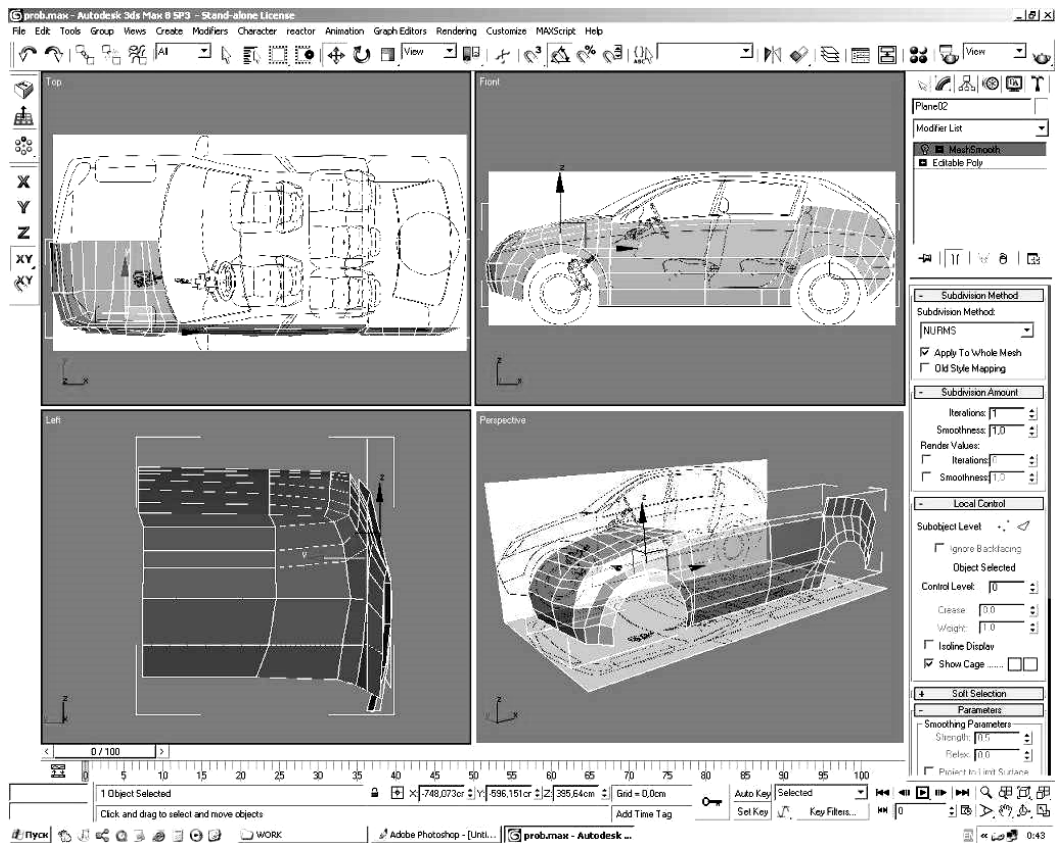 prob.max - Autodesk 3ds Max 8 SP3 - Stand-alone License
File Edit Tools Group Views Create Modifiers Character reactor Animation Graph Editors Rendering Customize MAXScript Help
All View View
Top
Front
Plane02
Modifier List
MeshSmooth
Editable Poly
X
Y
Z
XY
XY
Subdivision Method
Subdivision Method:
NURMS
Apply To Whole Mesh
Old Style Mapping
Subdivision Amount
Iterations: 1
Smoothness: 1,0
Render Values:
Iterations: 0
Smoothness: 1,0
Left
Perspective
Local Control
Subobject Level:
Ignore Backfacing
Object Selected
Control Level: 0
Crease: 0,0
Weight: 1,0
Isoline Display
Show Cage ......
Soft Selection
Parameters
Smoothing Parameters
Strength: 0,5
Relax: 0,0
Project to Limit Surface
0 / 100
0 5 10 15 20 25 30 35 40 45 50 55 60 65 70 75 80 85 90 95 100
1 Object Selected X: -748,073cr Y: -596,151cr Z: 395,64cm Grid = 0,0cm Auto Key Selected
Click and drag to select and move objects Add Time Tag Set Key Key Filters... 0
Пуск WORK Adobe Photoshop - [Unti... prob.max - Autodesk ... 0:43